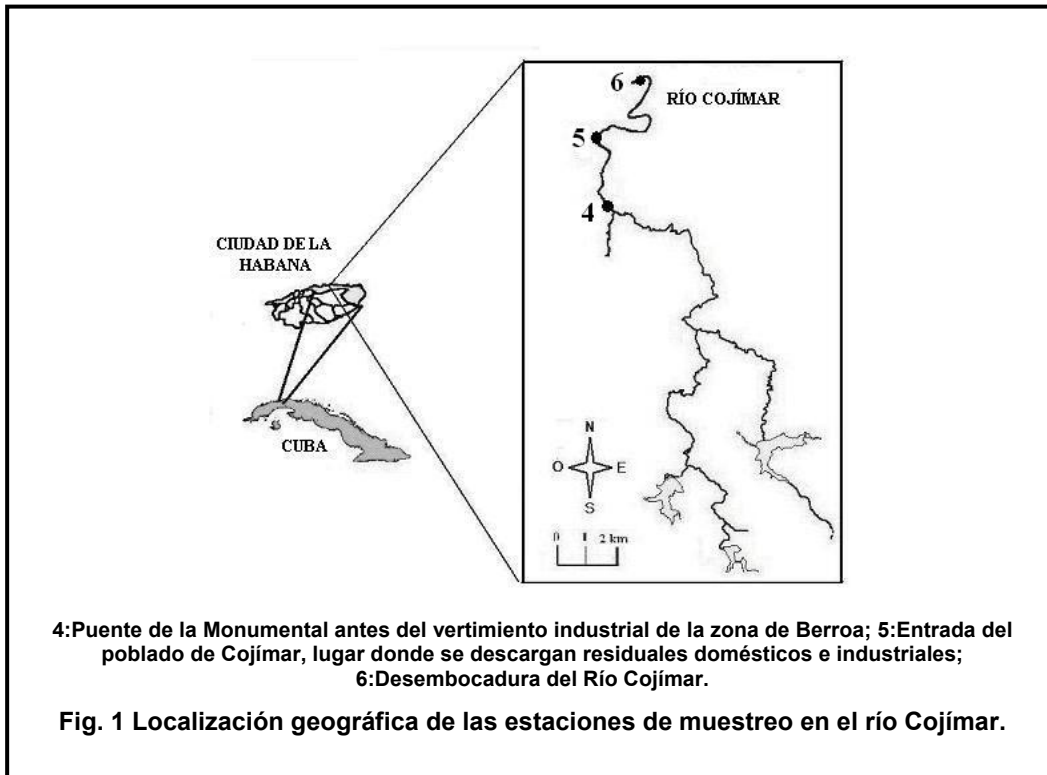 6
RÍO COJÍMAR
5
4
CIUDAD DE LA
HABANA
CUBA
N
O E
S
0 1 2 km
4:Puente de la Monumental antes del vertimiento industrial de la zona de Berroa; 5:Entrada del
poblado de Cojímar, lugar donde se descargan residuales domésticos e industriales;
6:Desembocadura del Río Cojímar.
Fig. 1 Localización geográfica de las estaciones de muestreo en el río Cojímar.